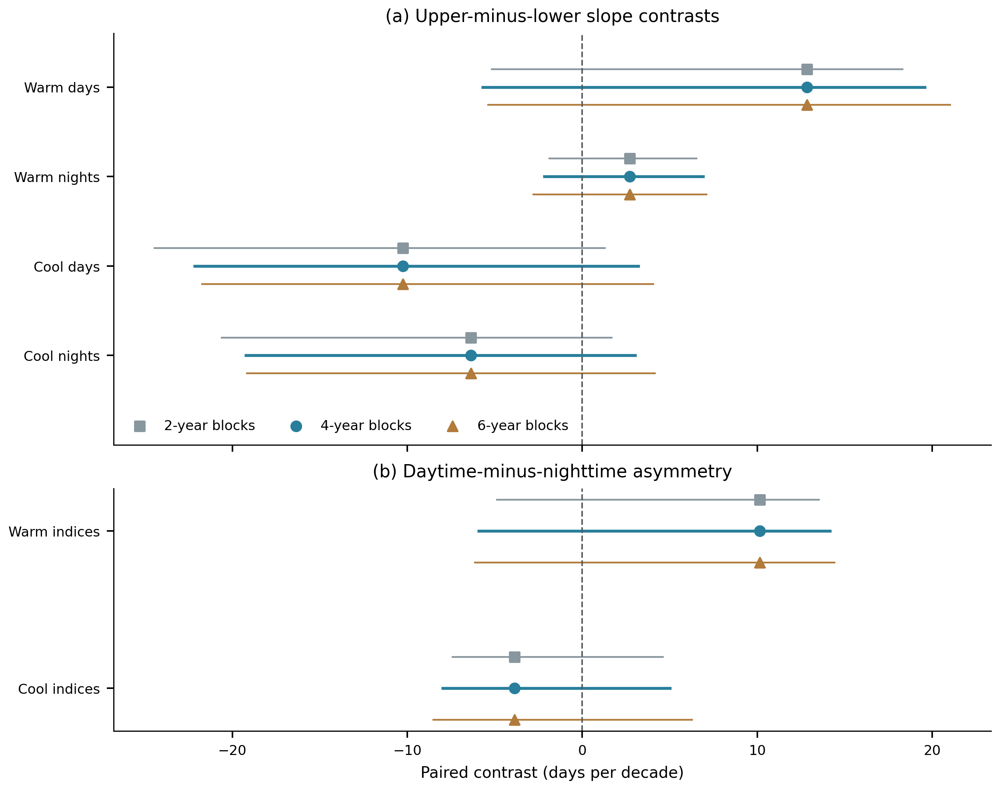 (a) Upper-minus-lower slope contrasts
Warm days
Warm nights
Cool days
Cool nights
2-year blocks
4-year blocks
6-year blocks
(b) Daytime-minus-nighttime asymmetry
Warm indices
Cool indices
−20
−10
0
10
20
Paired contrast (days per decade)